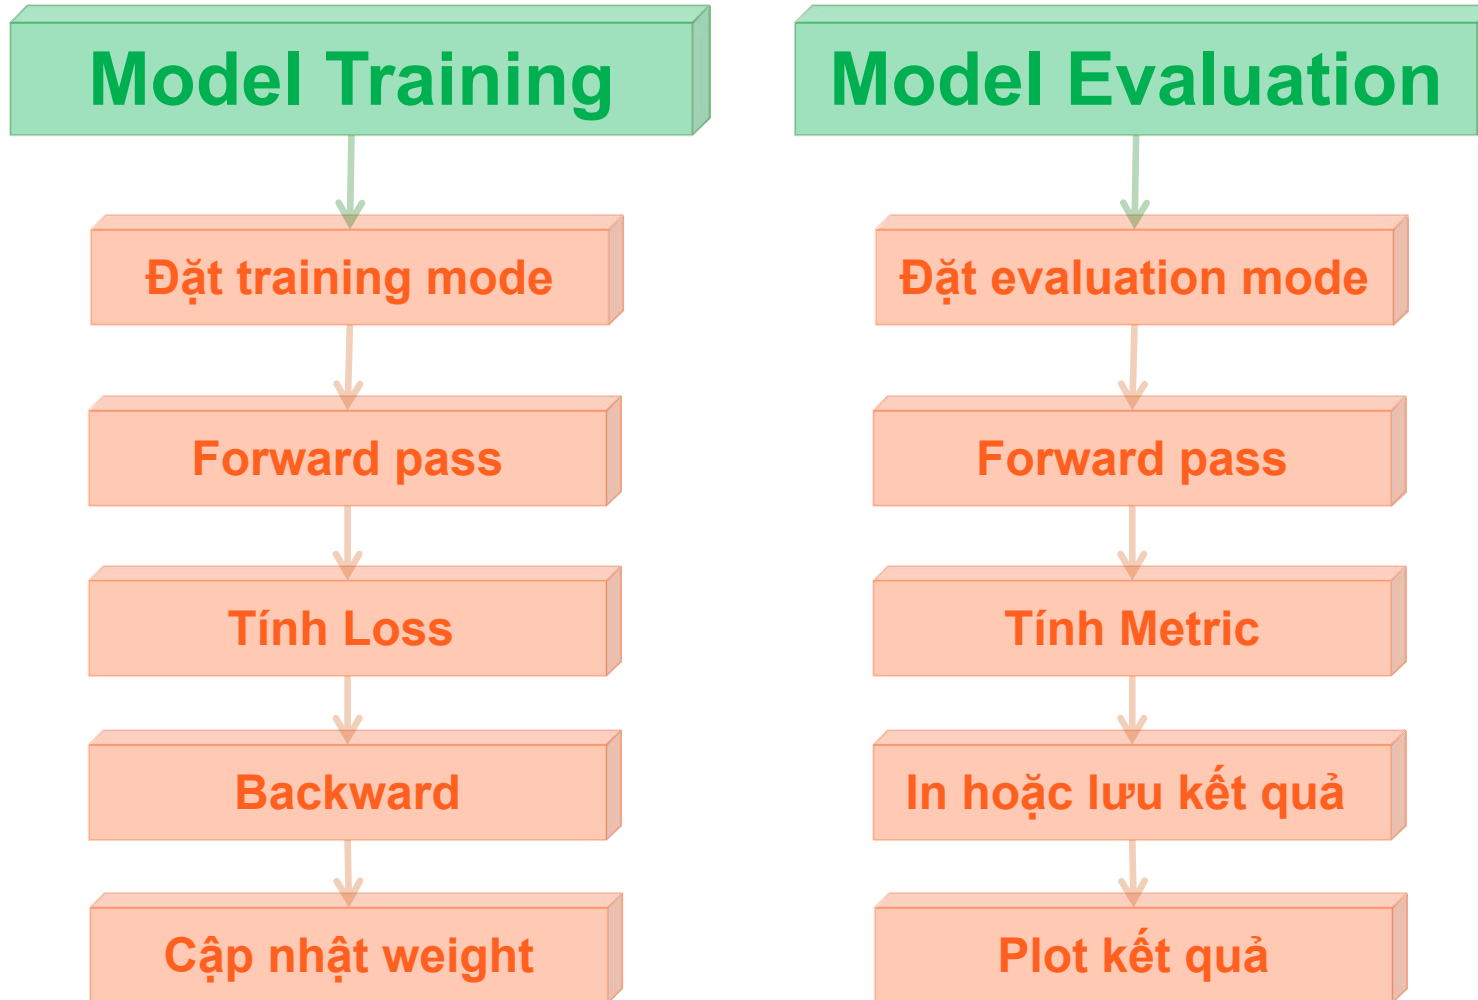 Model Training
Đặt training mode
Forward pass
Tính Loss
Backward
Cập nhật weight
Model Evaluation
Đặt evaluation mode
Forward pass
Tính Metric
In hoặc lưu kết quả
Plot kết quả